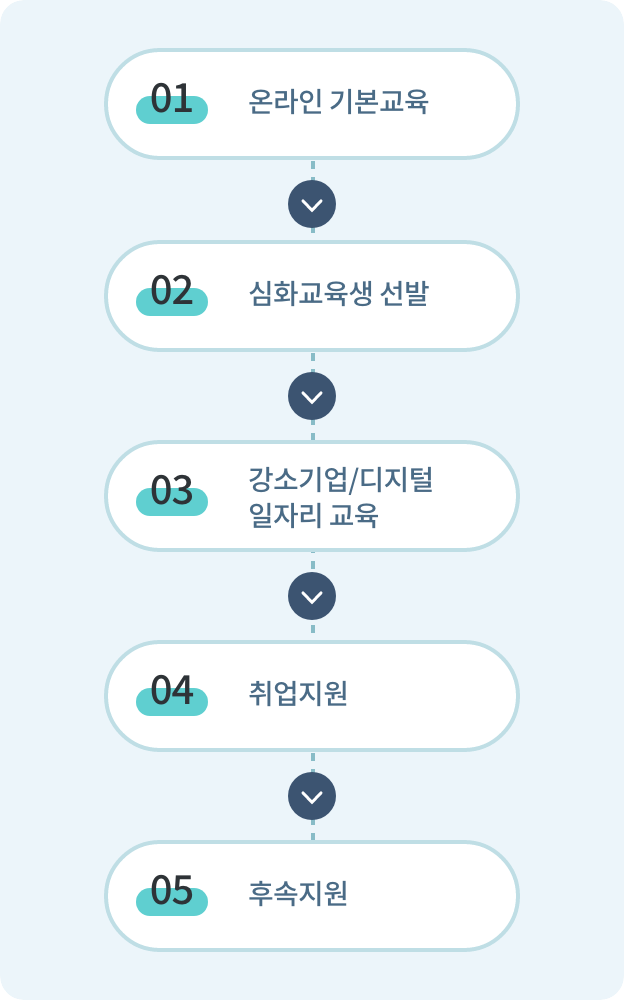 01
온라인 기본교육
02
심화교육생 선발
03
강소기업/디지털
일자리 교육
04
취업지원
05
후속지원